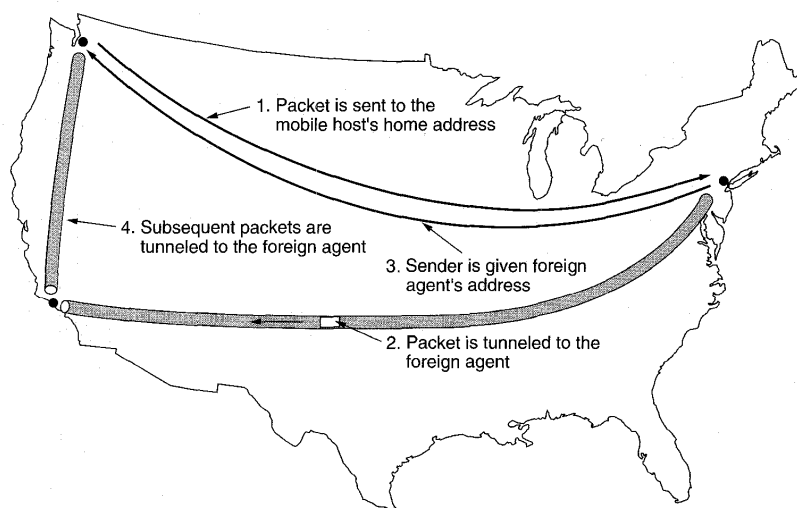 1. Packet is sent to the
mobile host's home address
4. Subsequent packets are
tunneled to the foreign agent
3. Sender is given foreign
agent's address
2. Packet is tunneled to the
foreign agent